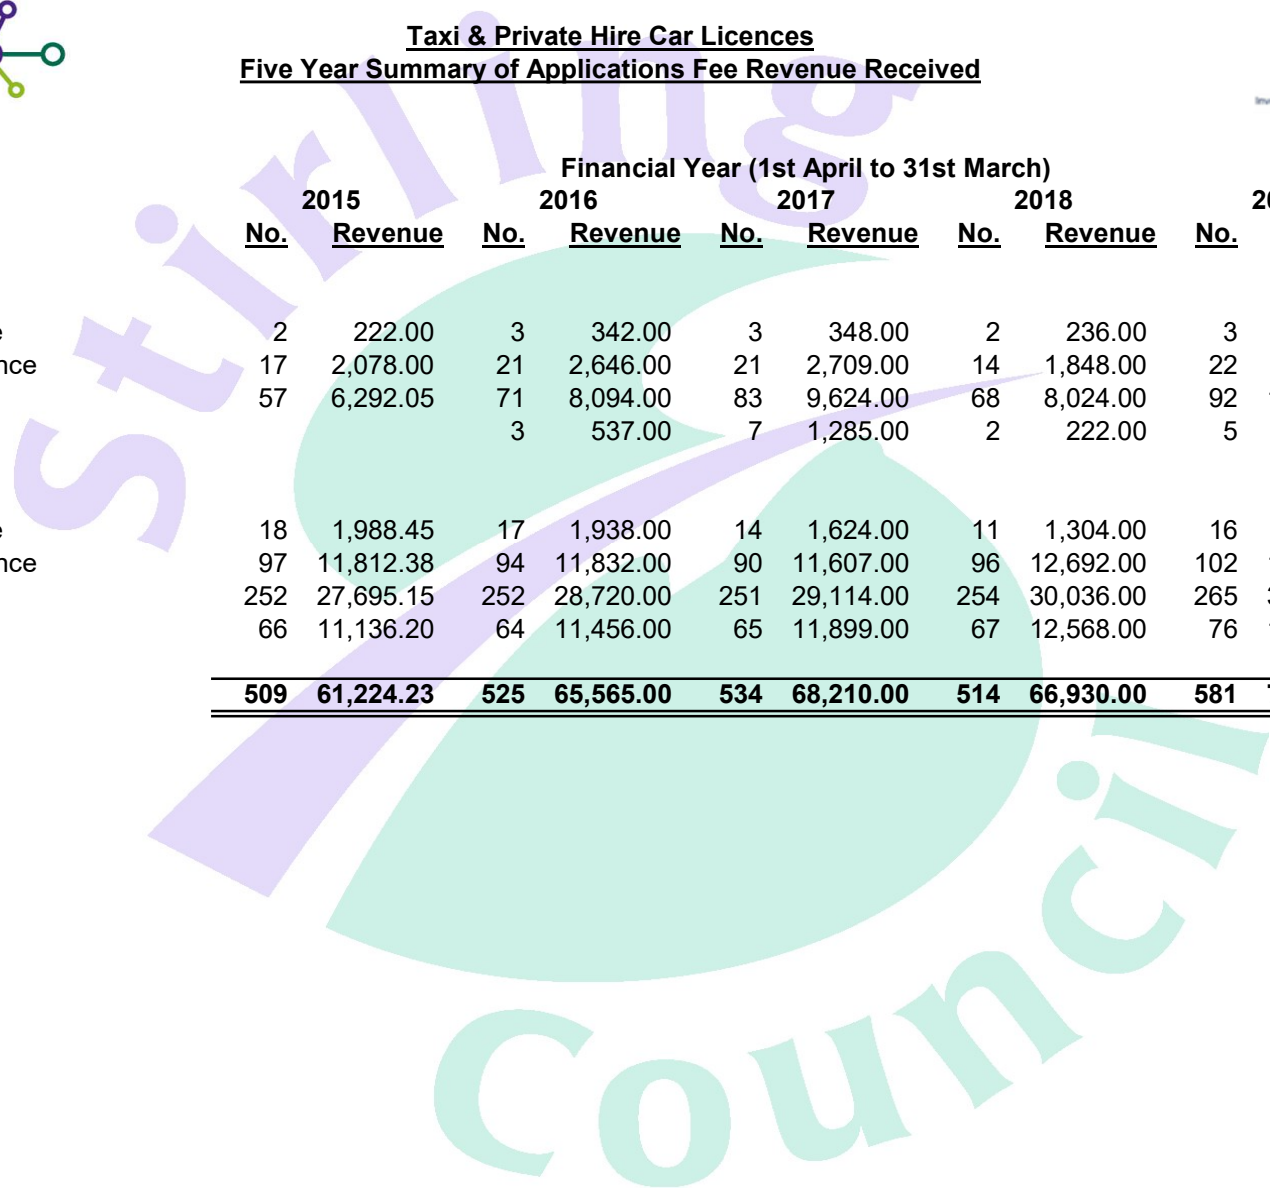 Taxi & Private Hire Car Licences
Five Year Summary of Applications Fee Revenue Received
Financial Year (1st April to 31st March)
2015 2016 2017 2018
No. Revenue No. Revenue No. Revenue No. Revenue No.
2 222.00 3 342.00 3 348.00 2 236.00 3
17 2,078.00 21 2,646.00 21 2,709.00 14 1,848.00 22
57 6,292.05 71 8,094.00 83 9,624.00 68 8,024.00 92
3 537.00 7 1,285.00 2 222.00 5
18 1,988.45 17 1,938.00 14 1,624.00 11 1,304.00 16
97 11,812.38 94 11,832.00 90 11,607.00 96 12,692.00 102
252 27,695.15 252 28,720.00 251 29,114.00 254 30,036.00 265
66 11,136.20 64 11,456.00 65 11,899.00 67 12,568.00 76
509 61,224.23 525 65,565.00 534 68,210.00 514 66,930.00 581
Stirling
Council